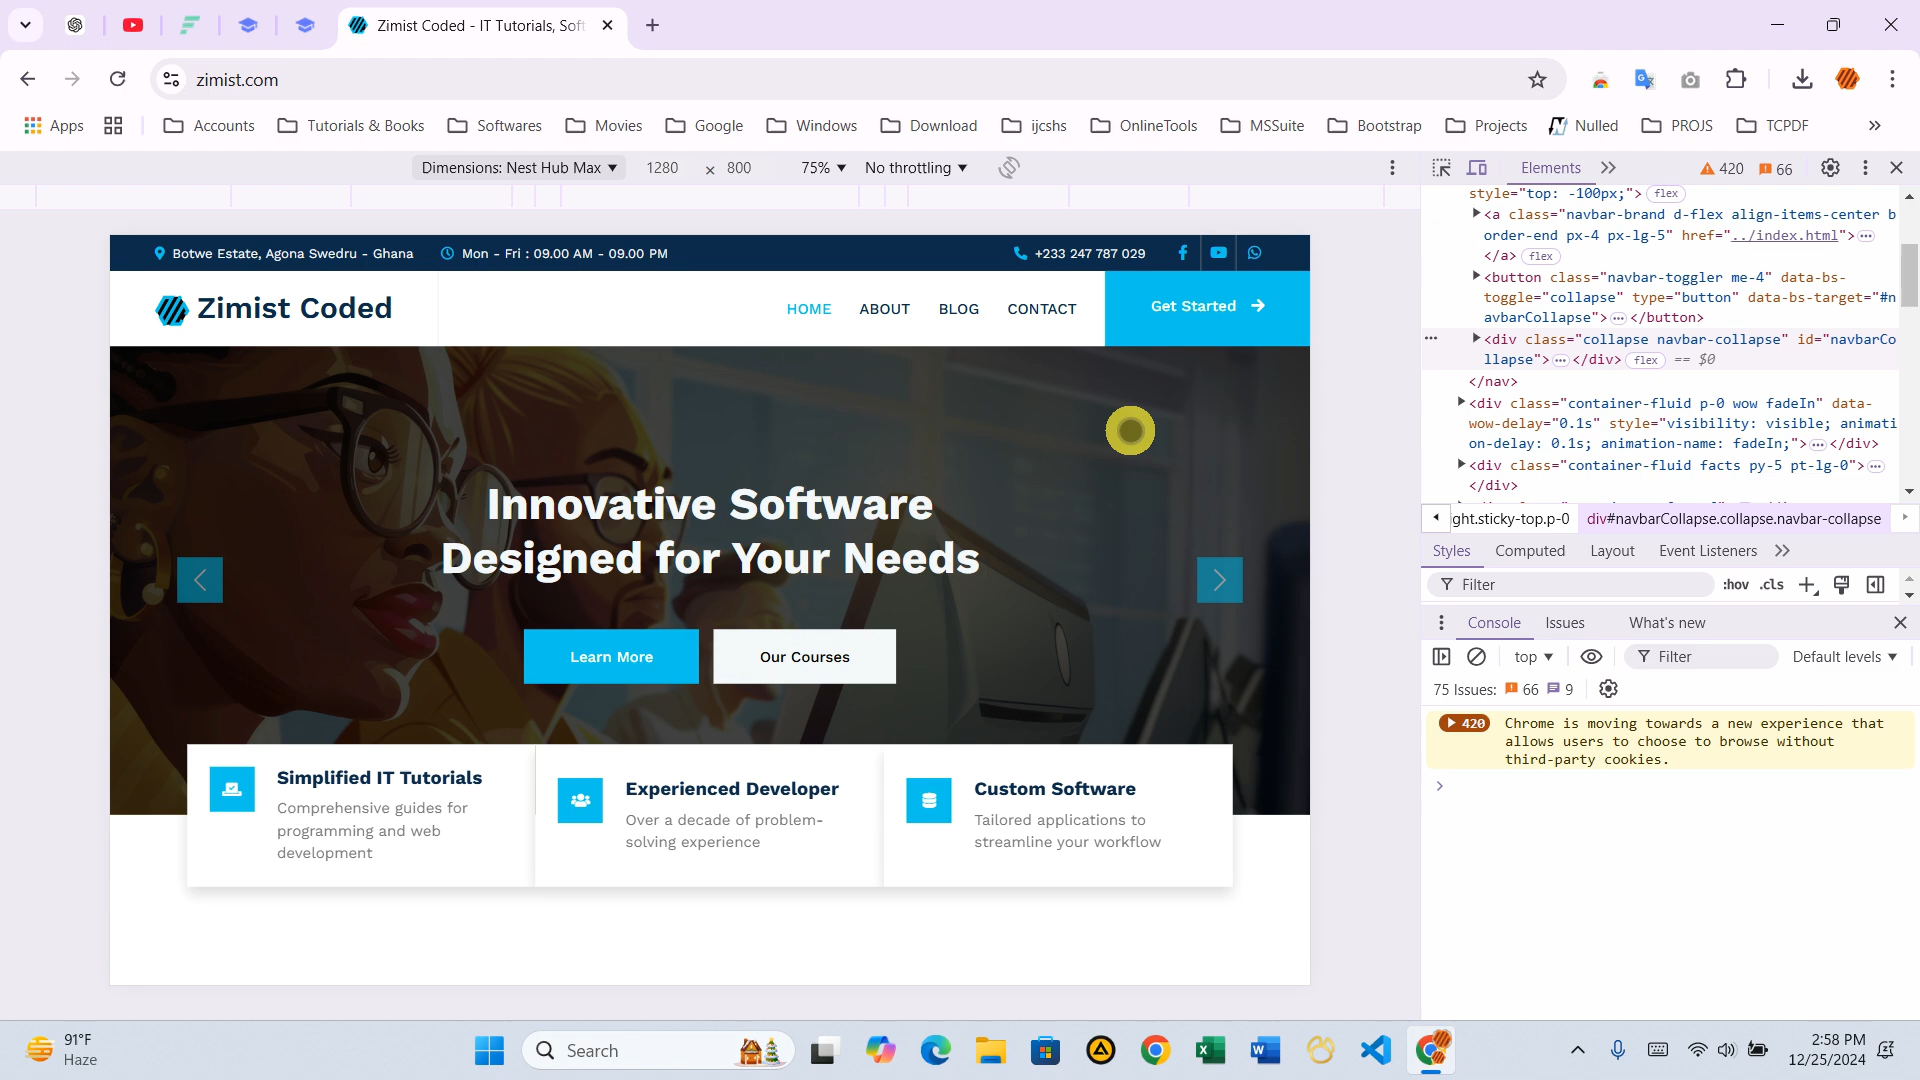 Zimist Coded - IT Tutorials, Soft
zimist.com
Apps
Accounts
Tutorials & Books
Softwares
Movies
Google
Windows
Download
ijcshs
OnlineTools
MSSuite
Bootstrap
Projects
Nulled
PROJS
TCPDF
Dimensions: Nest Hub Max ▼ 1280 × 800 75% ▼ No throttling ▼
Botwe Estate, Agona Swedru - Ghana Mon - Fri : 09.00 AM - 09.00 PM +233 247 787 029
Zimist Coded HOME ABOUT BLOG CONTACT Get Started
Innovative Software
Designed for Your Needs
Learn More Our Courses
Simplified IT Tutorials
Comprehensive guides for
programming and web
development
Experienced Developer
Over a decade of problem-
solving experience
Custom Software
Tailored applications to
streamline your workflow
Elements 420 66
style="top: -100px;"> flex
<a class="navbar-brand d-flex align-items-center b
order-end px-4 px-lg-5" href="../index.html">
</a> flex
<button class="navbar-toggler me-4" data-bs-
toggle="collapse" type="button" data-bs-target="#n
avbarCollapse"> </button>
<div class="collapse navbar-collapse" id="navbarCo
llapse"> </div> flex == $0
</nav>
<div class="container-fluid p-0 wow fadeIn" data-
wow-delay="0.1s" style="visibility: visible; animati
on-delay: 0.1s; animation-name: fadeIn;"> </div>
<div class="container-fluid facts py-5 pt-lg-0">
</div>
ight.sticky-top.p-0 div#navbarCollapse.collapse.navbar-collapse
Styles Computed Layout Event Listeners
Filter :hov .cls
Console Issues What's new
top ▼ Filter Default levels ▼
75 Issues: 66 9
420 Chrome is moving towards a new experience that
allows users to choose to browse without
third-party cookies.
91°F
Haze
Search
2:58 PM
12/25/2024